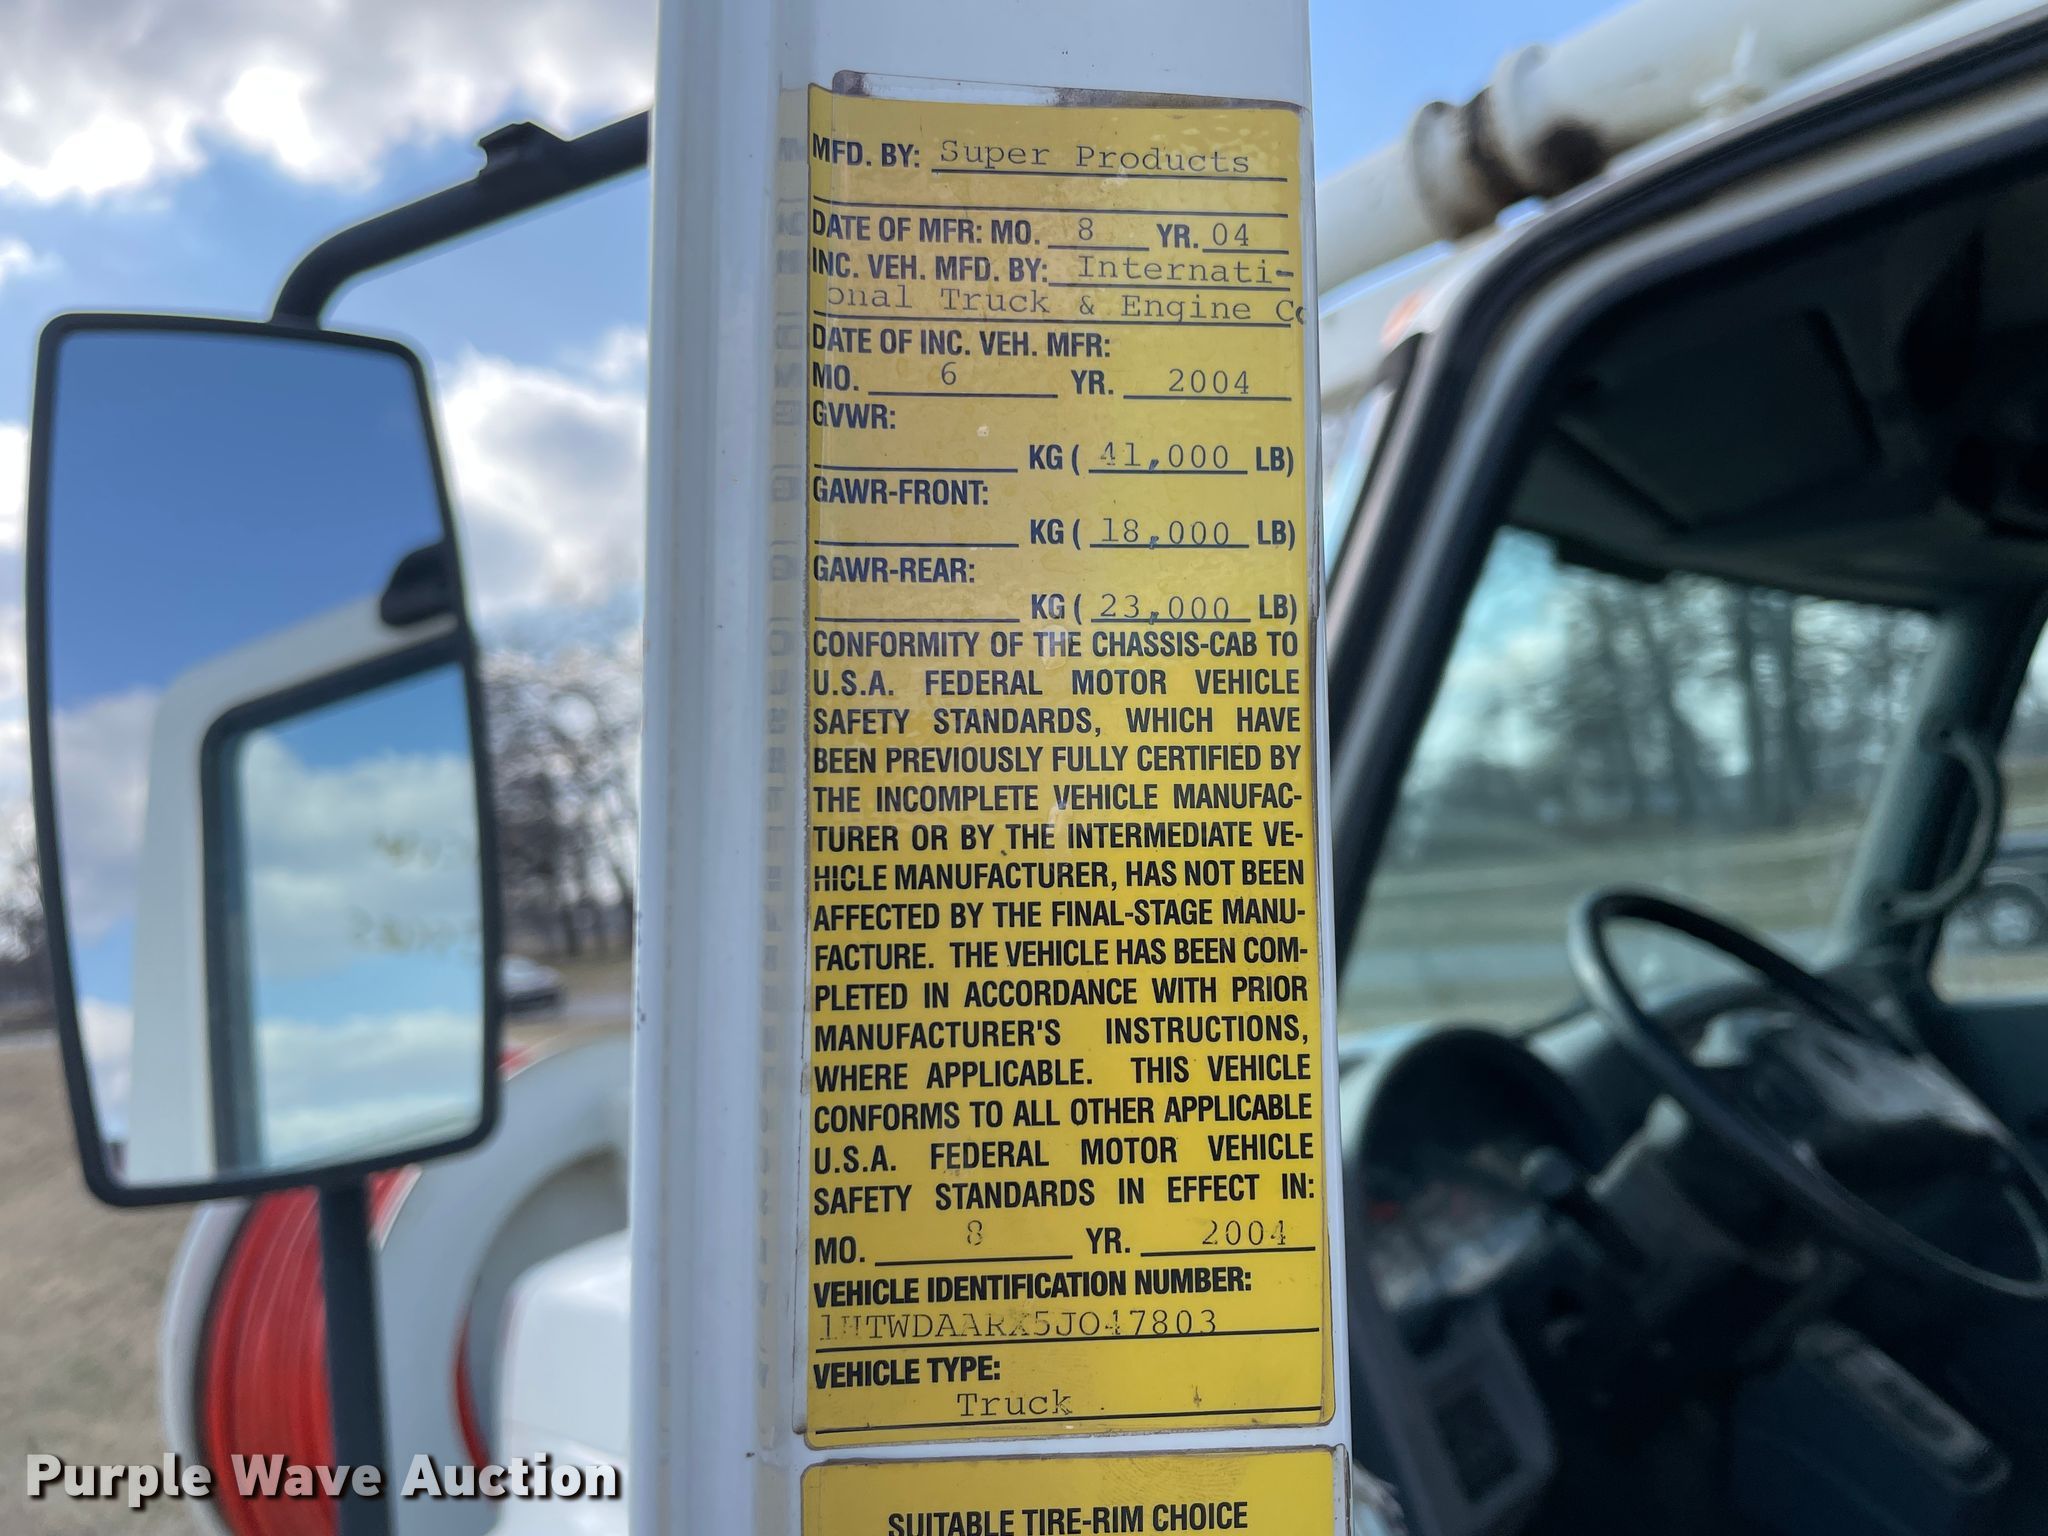 MFD. BY: Super Products
DATE OF MFR: MO. 8 YR. 04
INC. VEH. MFD. BY: Internati-
onal Truck & Engine Co
DATE OF INC. VEH. MFR:
MO. 6 YR. 2004
GVWR:
KG ( 41,000 LB)
GAWR-FRONT:
KG ( 18,000 LB)
GAWR-REAR:
KG ( 23,000 LB)
CONFORMITY OF THE CHASSIS-CAB TO
U.S.A. FEDERAL MOTOR VEHICLE
SAFETY STANDARDS, WHICH HAVE
BEEN PREVIOUSLY FULLY CERTIFIED BY
THE INCOMPLETE VEHICLE MANUFAC-
TURER OR BY THE INTERMEDIATE VE-
HICLE MANUFACTURER, HAS NOT BEEN
AFFECTED BY THE FINAL-STAGE MANU-
FACTURE. THE VEHICLE HAS BEEN COM-
PLETED IN ACCORDANCE WITH PRIOR
MANUFACTURER'S INSTRUCTIONS,
WHERE APPLICABLE. THIS VEHICLE
CONFORMS TO ALL OTHER APPLICABLE
U.S.A. FEDERAL MOTOR VEHICLE
SAFETY STANDARDS IN EFFECT IN:
MO. 8 YR. 2004
VEHICLE IDENTIFICATION NUMBER:
1HTWDAARX5JO47803
VEHICLE TYPE:
Truck
SUITABLE TIRE-RIM CHOICE
Purple Wave Auction